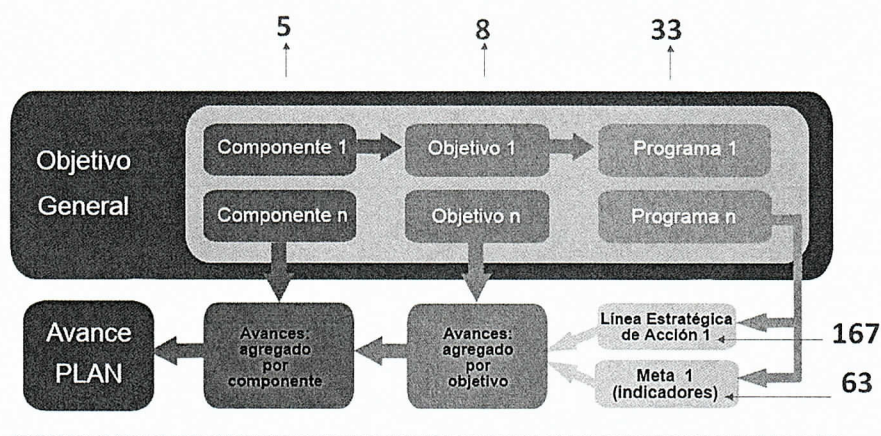 5 8 33
Objetivo
General
Componente 1 Objetivo 1 Programa 1
Componente n Objetivo n Programa n
Avance
PLAN
Avances:
agregado
por
componente
Avances:
agregado
por
objetivo
Línea Estratégica
de Acción 1
167
Meta 1
(indicadores)
63